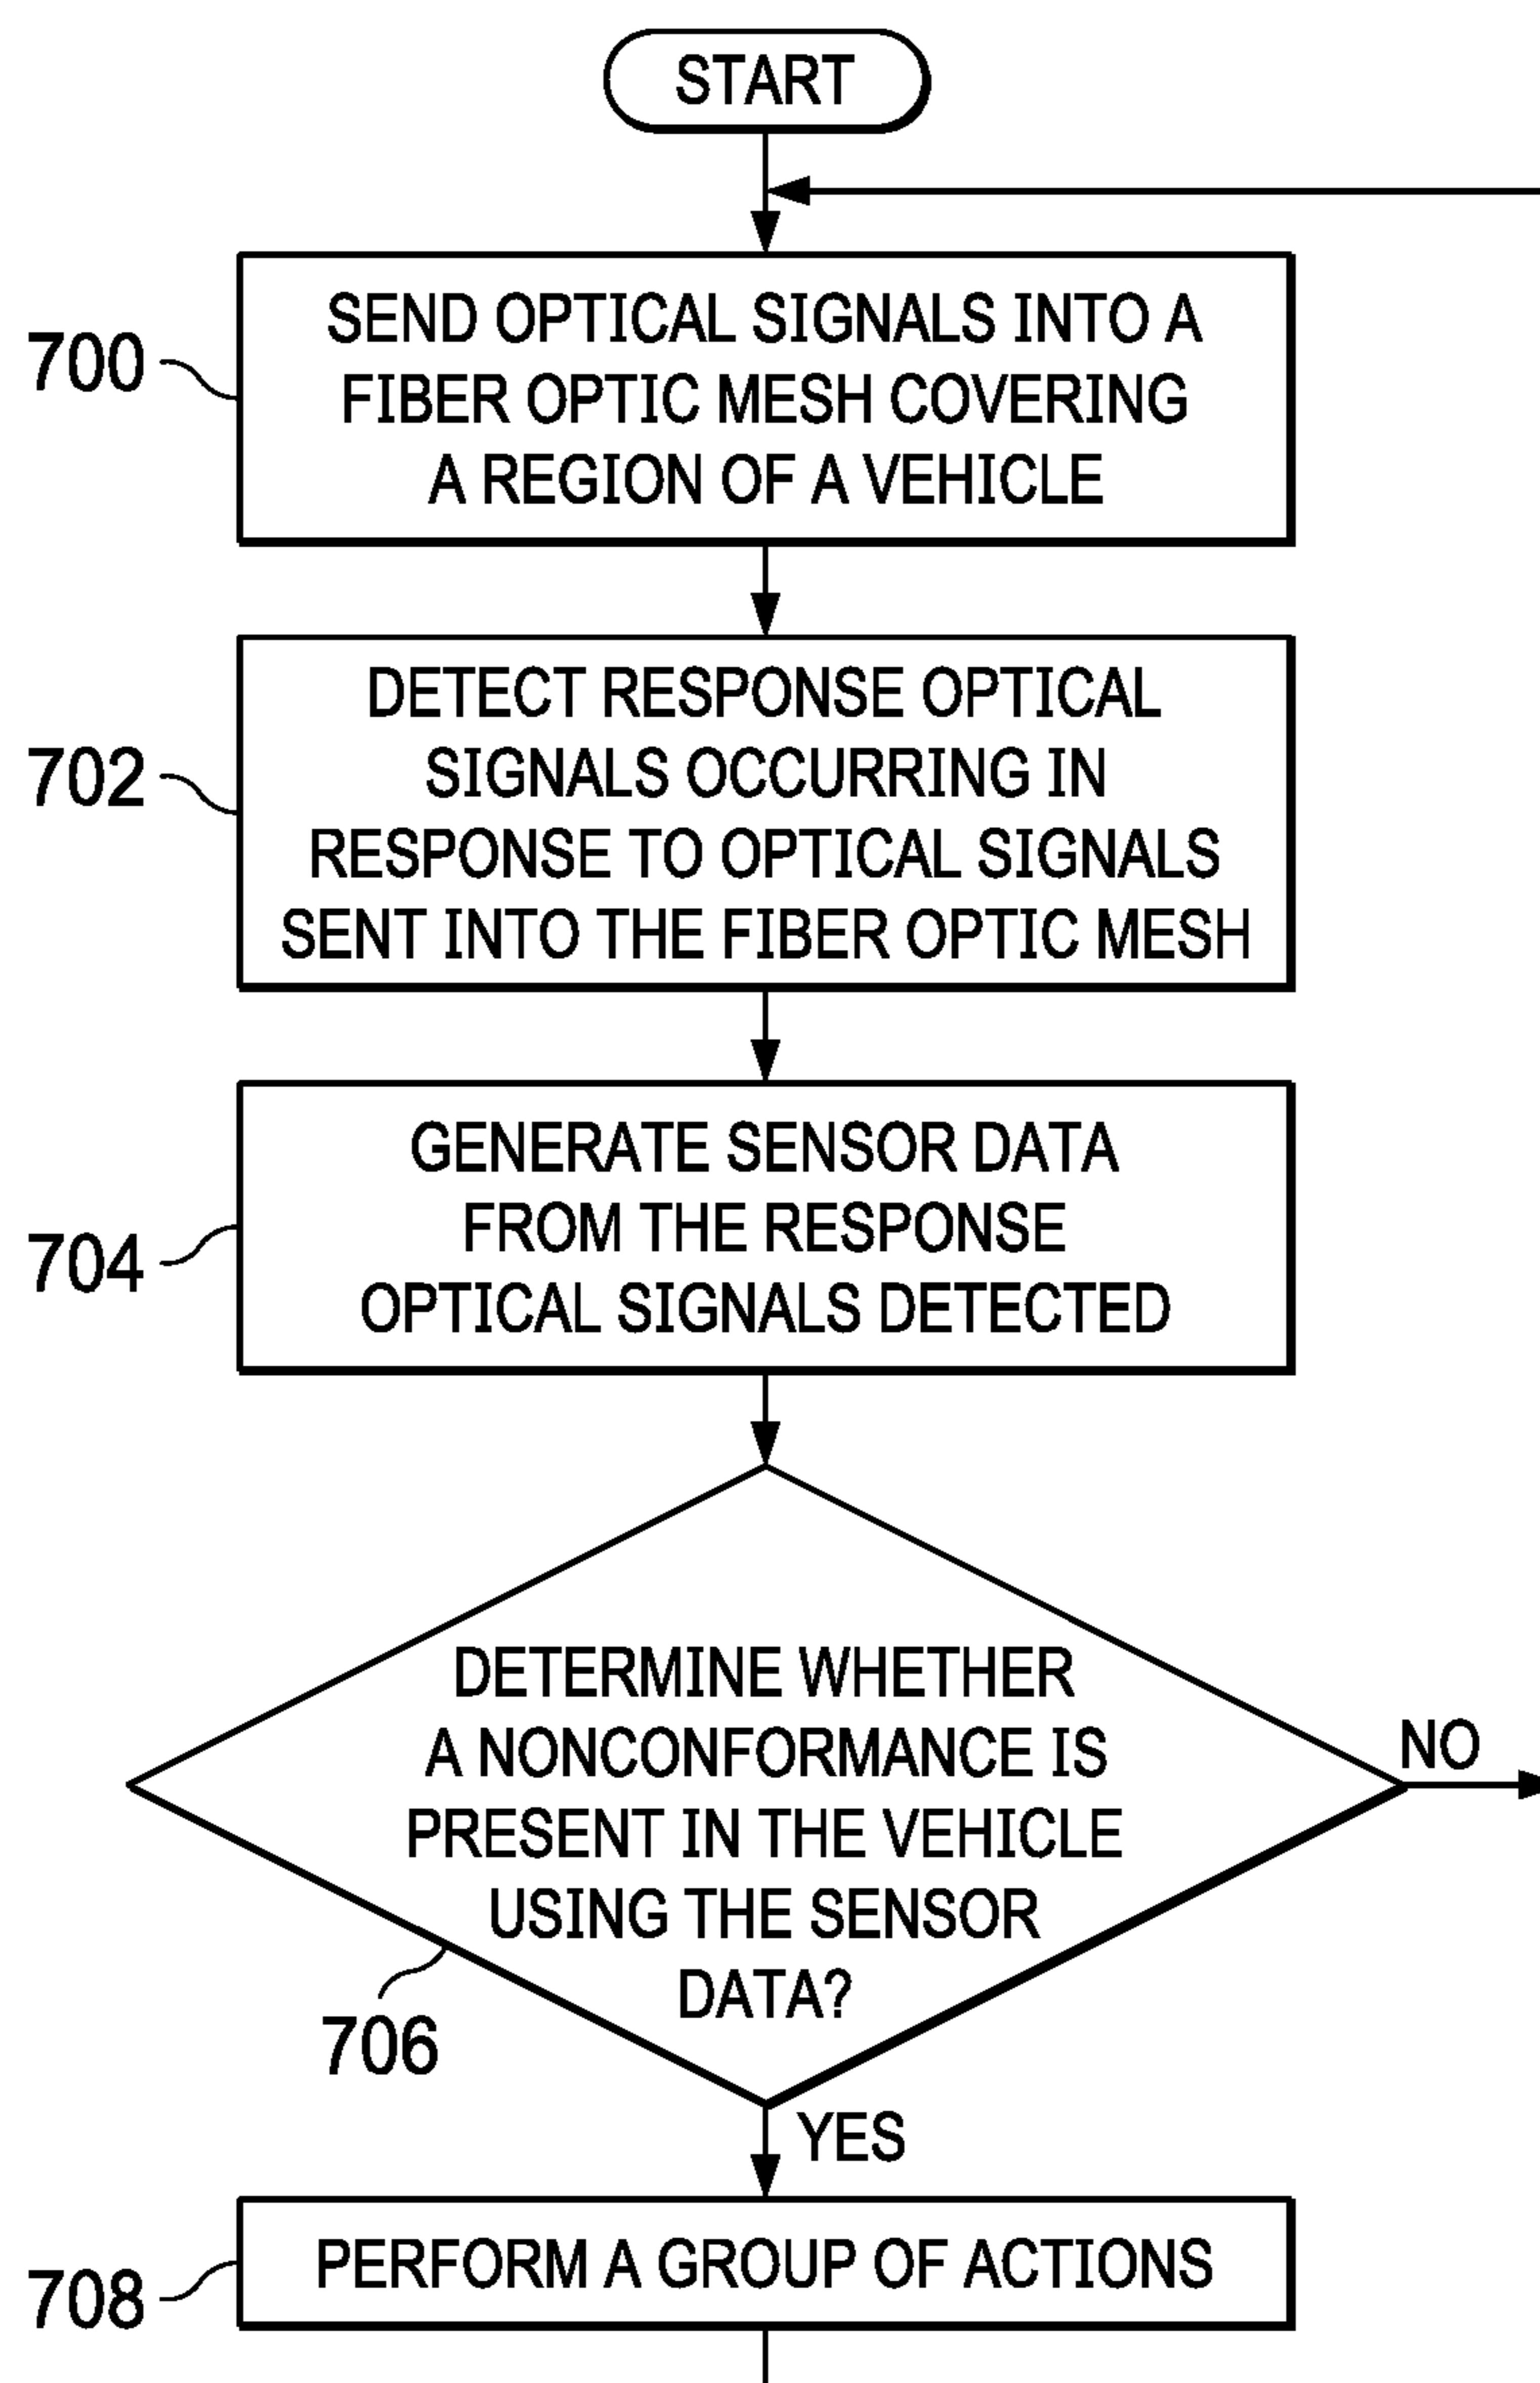 START
700
SEND OPTICAL SIGNALS INTO A
FIBER OPTIC MESH COVERING
A REGION OF A VEHICLE
702
DETECT RESPONSE OPTICAL
SIGNALS OCCURRING IN
RESPONSE TO OPTICAL SIGNALS
SENT INTO THE FIBER OPTIC MESH
704
GENERATE SENSOR DATA
FROM THE RESPONSE
OPTICAL SIGNALS DETECTED
DETERMINE WHETHER
A NONCONFORMANCE IS
PRESENT IN THE VEHICLE
USING THE SENSOR
DATA?
NO
706
YES
708
PERFORM A GROUP OF ACTIONS